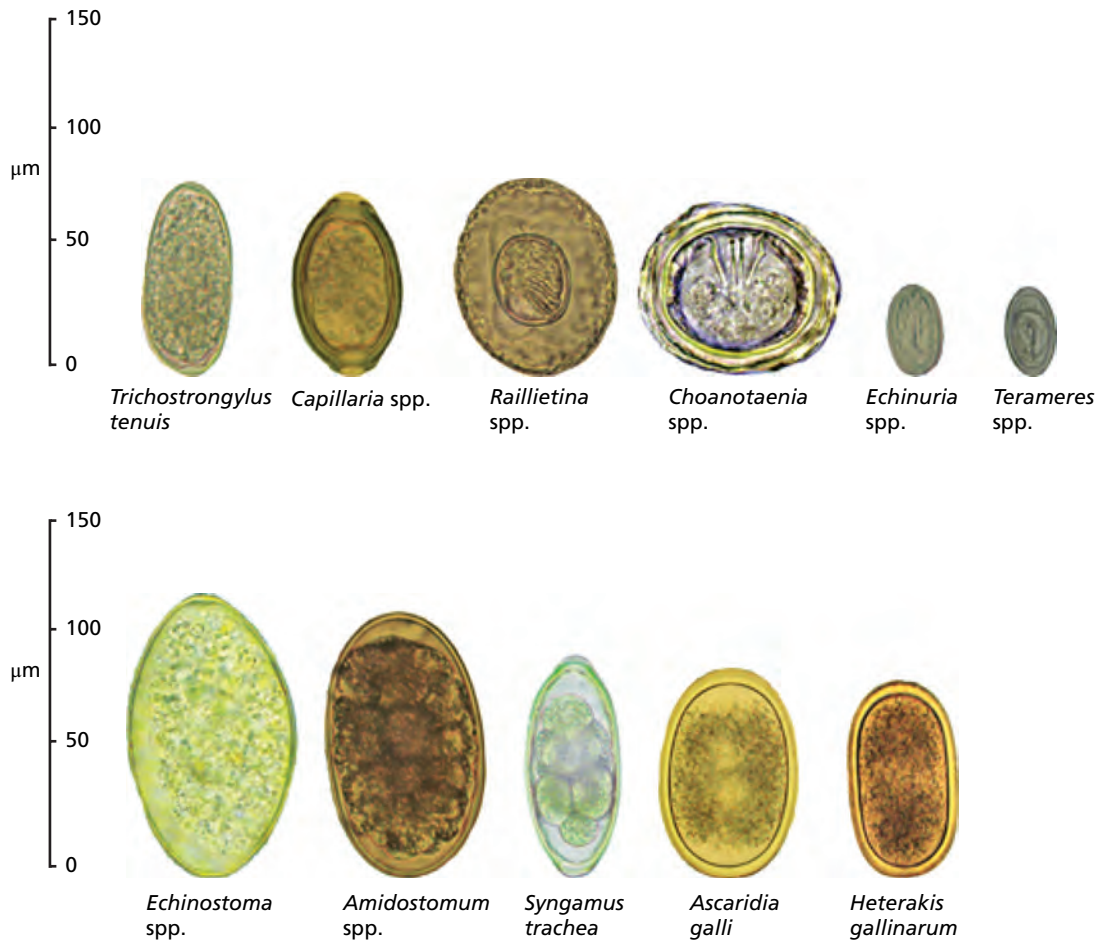 150
100
μm
50
0
Trichostrongylus tenuis
Capillaria spp.
Raillietina spp.
Choanotaenia spp.
Echinuria spp.
Terameres spp.
150
100
μm
50
0
Echinostoma spp.
Amidostomum spp.
Syngamus trachea
Ascaridia galli
Heterakis gallinarum